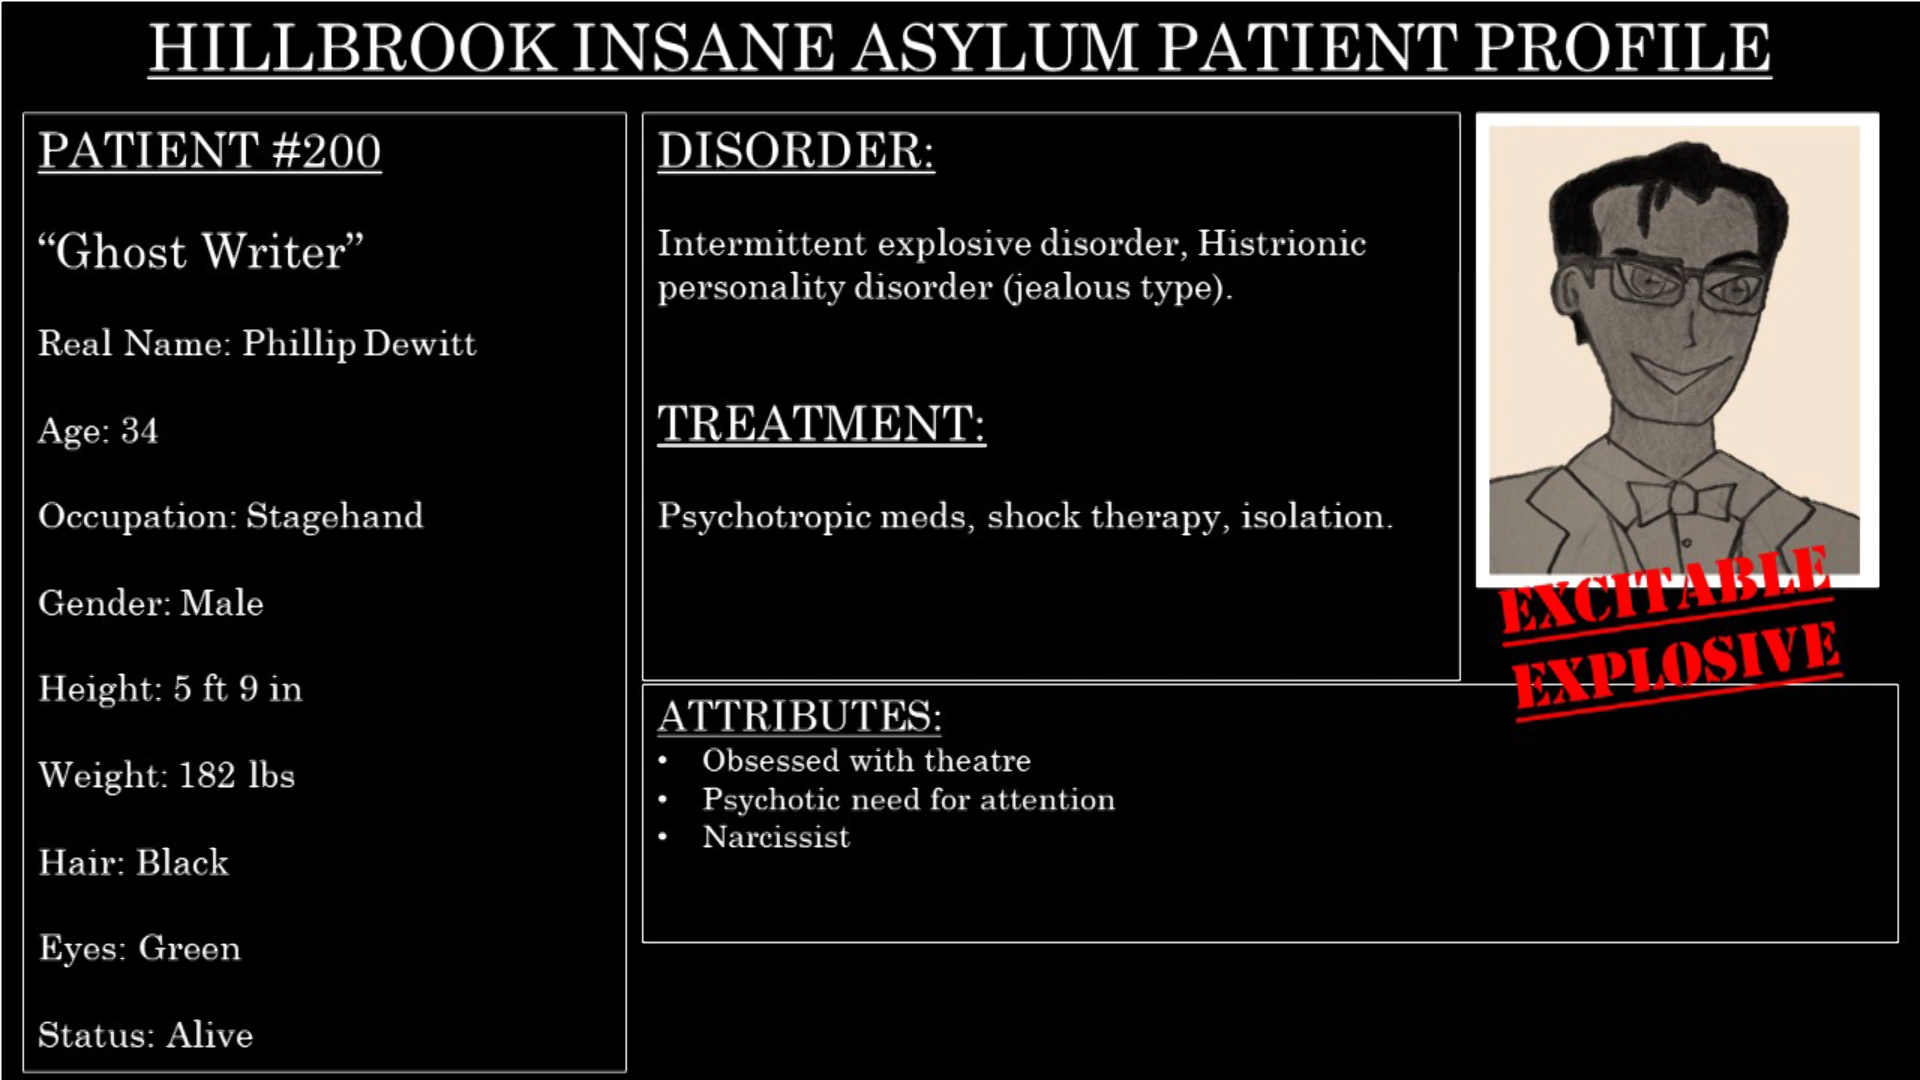 HILLBROOK INSANE ASYLUM PATIENT PROFILE
PATIENT #200
“Ghost Writer”
Real Name: Phillip Dewitt
Age: 34
Occupation: Stagehand
Gender: Male
Height: 5 ft 9 in
Weight: 182 lbs
Hair: Black
Eyes: Green
Status: Alive
DISORDER:
Intermittent explosive disorder, Histrionic
personality disorder (jealous type).
TREATMENT:
Psychotropic meds, shock therapy, isolation.
EXCITABLE
EXPLOSIVE
ATTRIBUTES:
• Obsessed with theatre
• Psychotic need for attention
• Narcissist